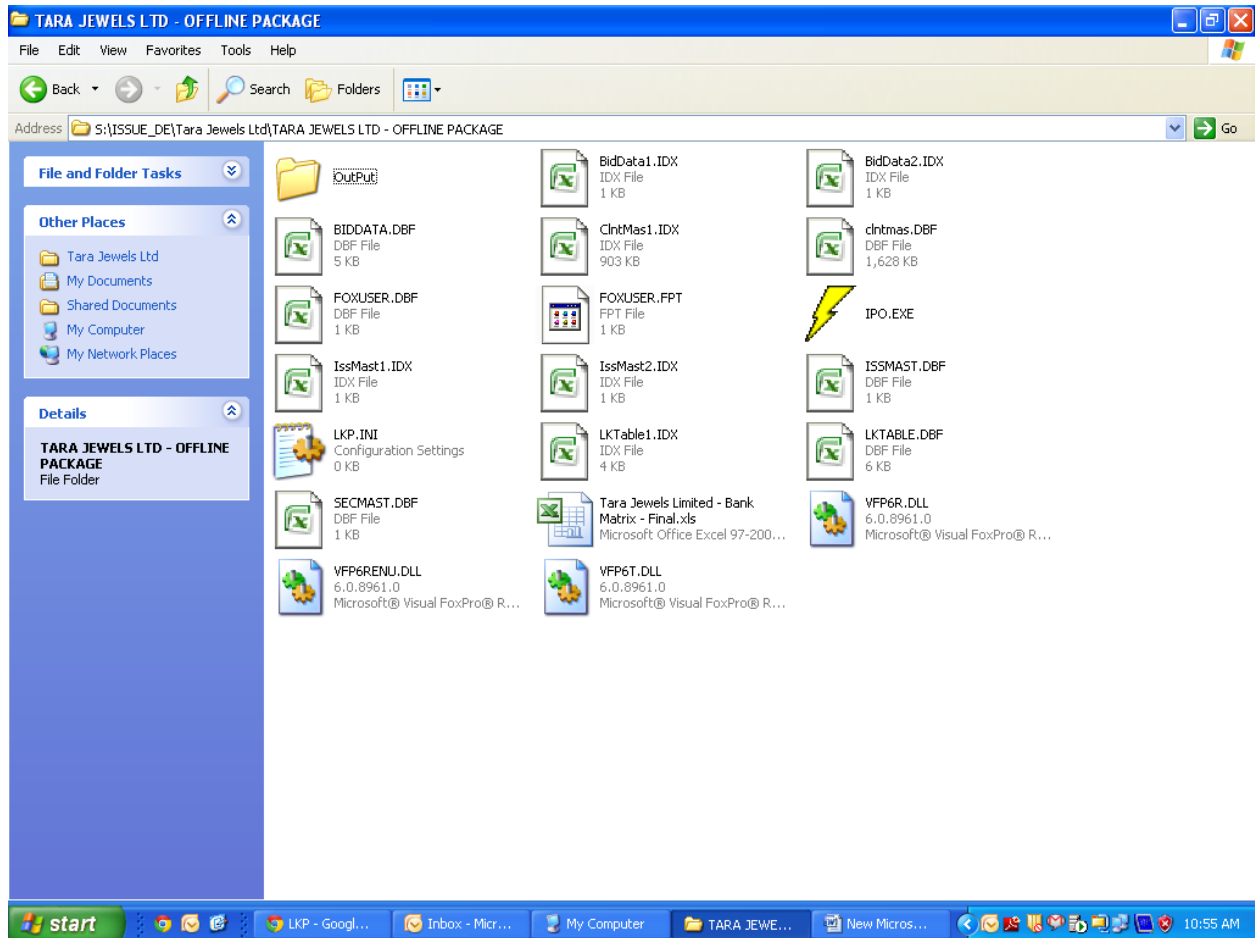 TARA JEWELS LTD - OFFLINE PACKAGE
File Edit View Favorites Tools Help
Back Search Folders
Address S:\ISSUE_DE\Tara Jewels Ltd\TARA JEWELS LTD - OFFLINE PACKAGE Go
File and Folder Tasks
Other Places
Tara Jewels Ltd
My Documents
Shared Documents
My Computer
My Network Places
Details
TARA JEWELS LTD - OFFLINE
PACKAGE
File Folder
OutPut
BidData1.IDX
IDX File
1 KB
BidData2.IDX
IDX File
1 KB
BIDDATA.DBF
DBF File
5 KB
ClntMas1.IDX
IDX File
903 KB
clntmas.DBF
DBF File
1,628 KB
FOXUSER.DBF
DBF File
1 KB
FOXUSER.FPT
FPT File
1 KB
IPO.EXE
IssMast1.IDX
IDX File
1 KB
IssMast2.IDX
IDX File
1 KB
ISSMAST.DBF
DBF File
1 KB
LKP.INI
Configuration Settings
0 KB
LKTable1.IDX
IDX File
4 KB
LKTABLE.DBF
DBF File
6 KB
SECMAST.DBF
DBF File
1 KB
Tara Jewels Limited - Bank
Matrix - Final.xls
Microsoft Office Excel 97-200...
VFP6R.DLL
6.0.8961.0
Microsoft® Visual FoxPro® R...
VFP6RENU.DLL
6.0.8961.0
Microsoft® Visual FoxPro® R...
VFP6T.DLL
6.0.8961.0
Microsoft® Visual FoxPro® R...
start LKP - Googl... Inbox - Micr... My Computer TARA JEWE... New Micros... 10:55 AM